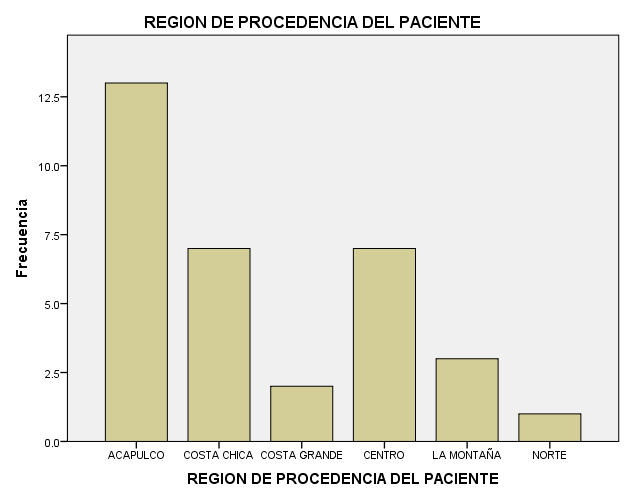 REGION DE PROCEDENCIA DEL PACIENTE
Frecuencia
12.5
10.0
7.5
5.0
2.5
0.0
ACAPULCO COSTA CHICA COSTA GRANDE CENTRO LA MONTAÑA NORTE
REGION DE PROCEDENCIA DEL PACIENTE